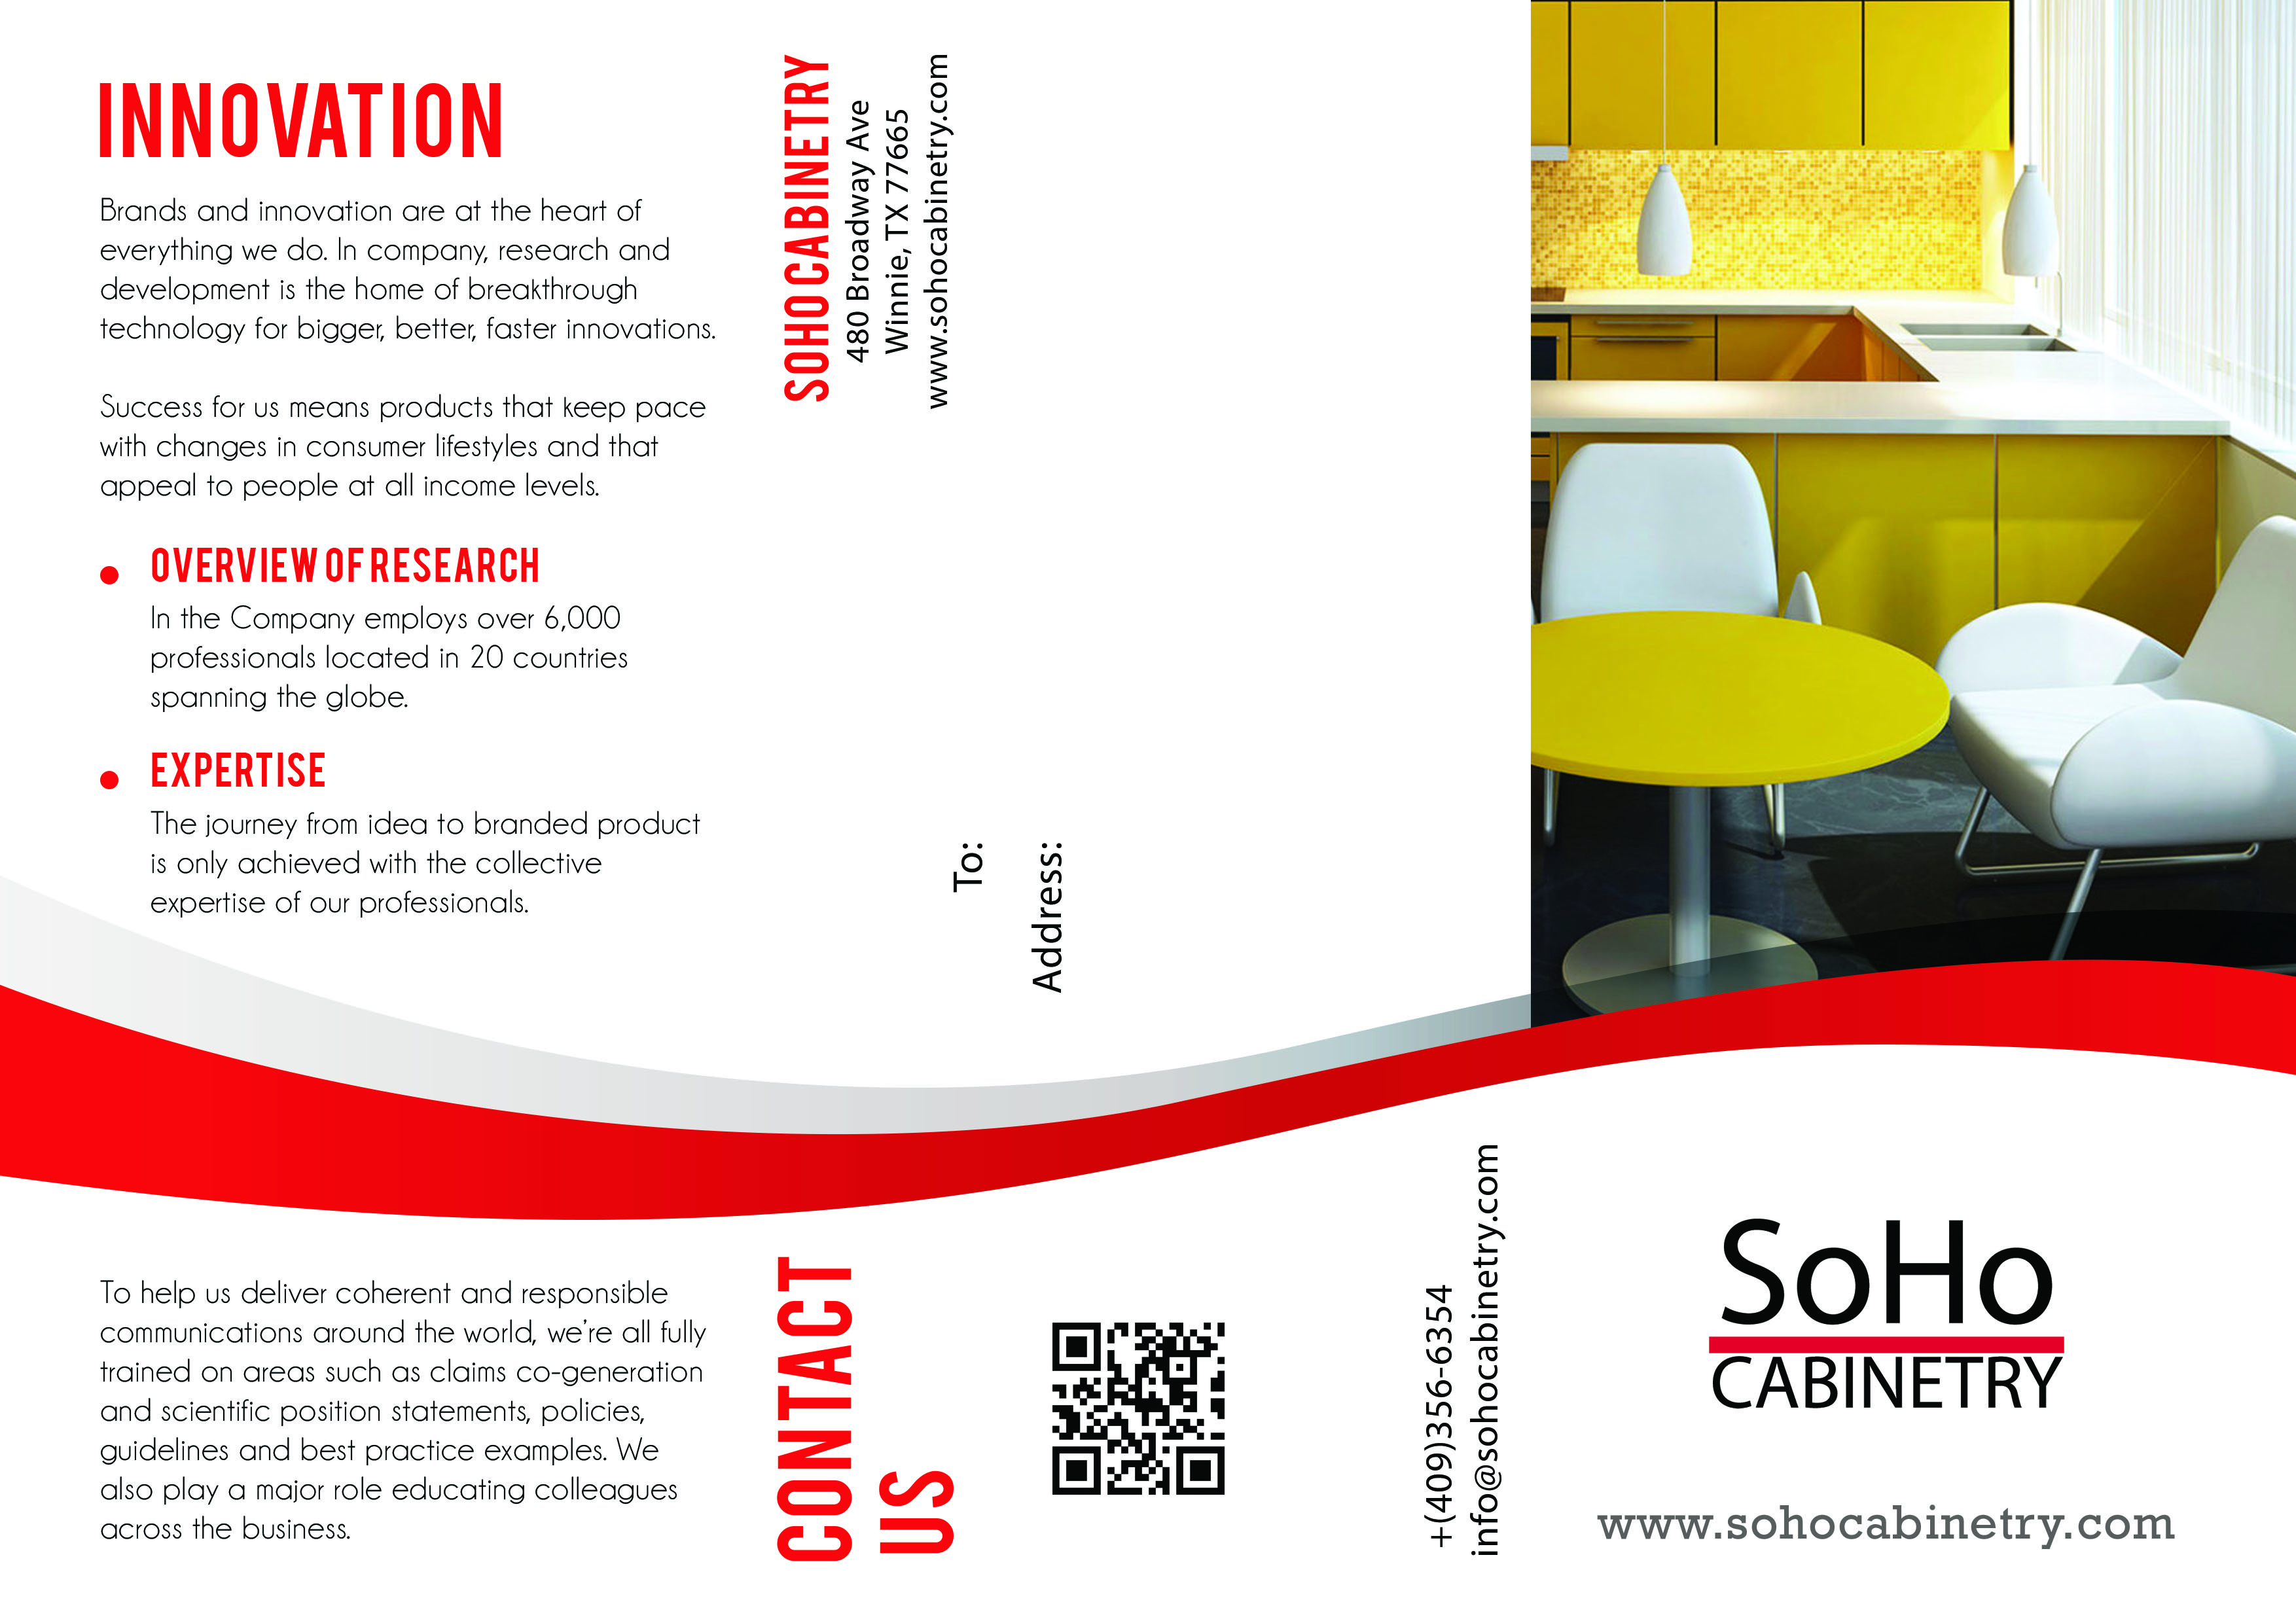 INNOVATION
Brands and innovation are at the heart of
everything we do. In company, research and
development is the home of breakthrough
technology for bigger, better, faster innovations.
Success for us means products that keep pace
with changes in consumer lifestyles and that
appeal to people at all income levels.
OVERVIEW OF RESEARCH
In the Company employs over 6,000
professionals located in 20 countries
spanning the globe.
EXPERTISE
The journey from idea to branded product
is only achieved with the collective
expertise of our professionals.
To help us deliver coherent and responsible
communications around the world, we're all fully
trained on areas such as claims co-generation
and scientific position statements, policies,
guidelines and best practice examples. We
also play a major role educating colleagues
across the business.
SOHO CABINETRY
480 Broadway Ave
Winnie, TX 77665
www.sohocabinetry.com
To:
Address:
CONTACT
US
+(409)356-6354
info@sohocabinetry.com
SoHo
CABINETRY
www.sohocabinetry.com